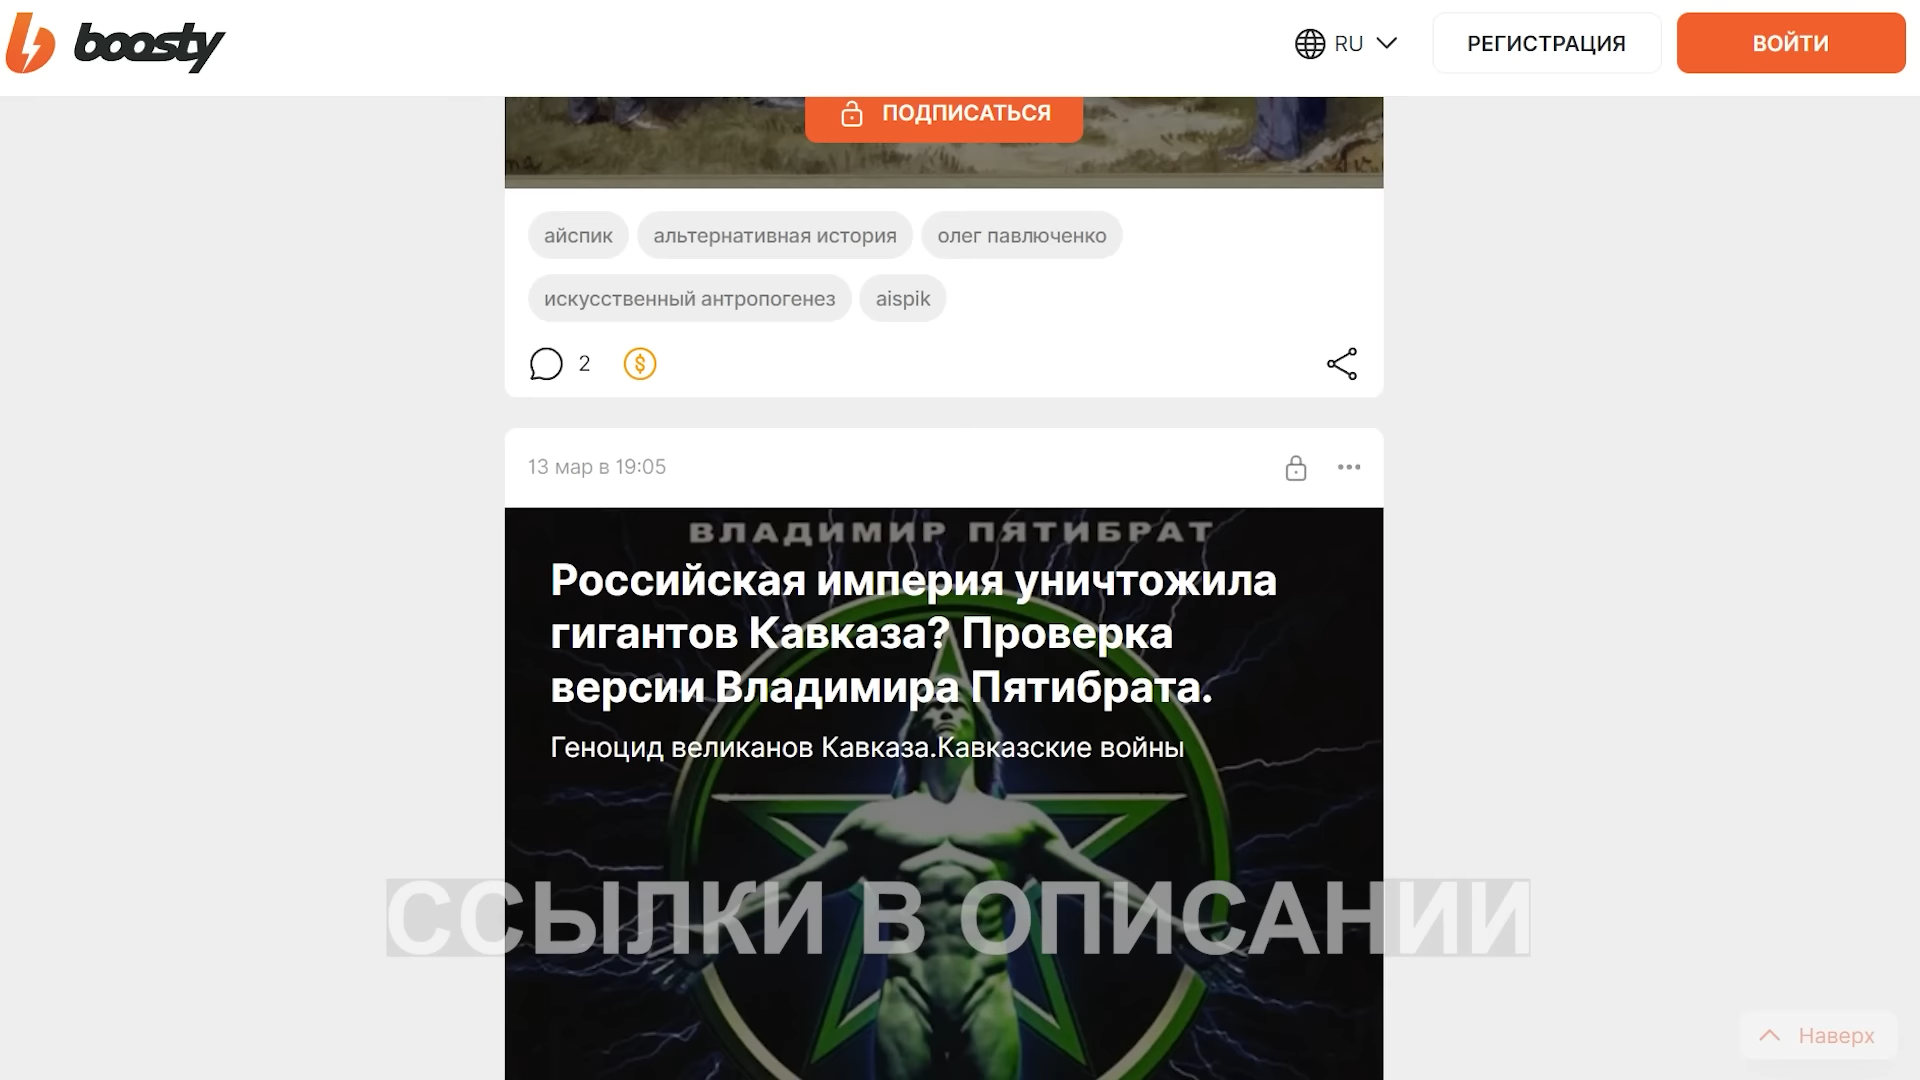 boosty
RU
РЕГИСТРАЦИЯ
ВОЙТИ
ПОДПИСАТЬСЯ
айспик
альтернативная история
олег павлюченко
искусственный антропогенез
aispik
2
13 мар в 19:05
ВЛАДИМИР ПЯТИБРАТ
Российская империя уничтожила
гигантов Кавказа? Проверка
версии Владимира Пятибрата.
Геноцид великанов Кавказа.Кавказские войны
ССЫЛКИ В ОПИСАНИИ
Наверх